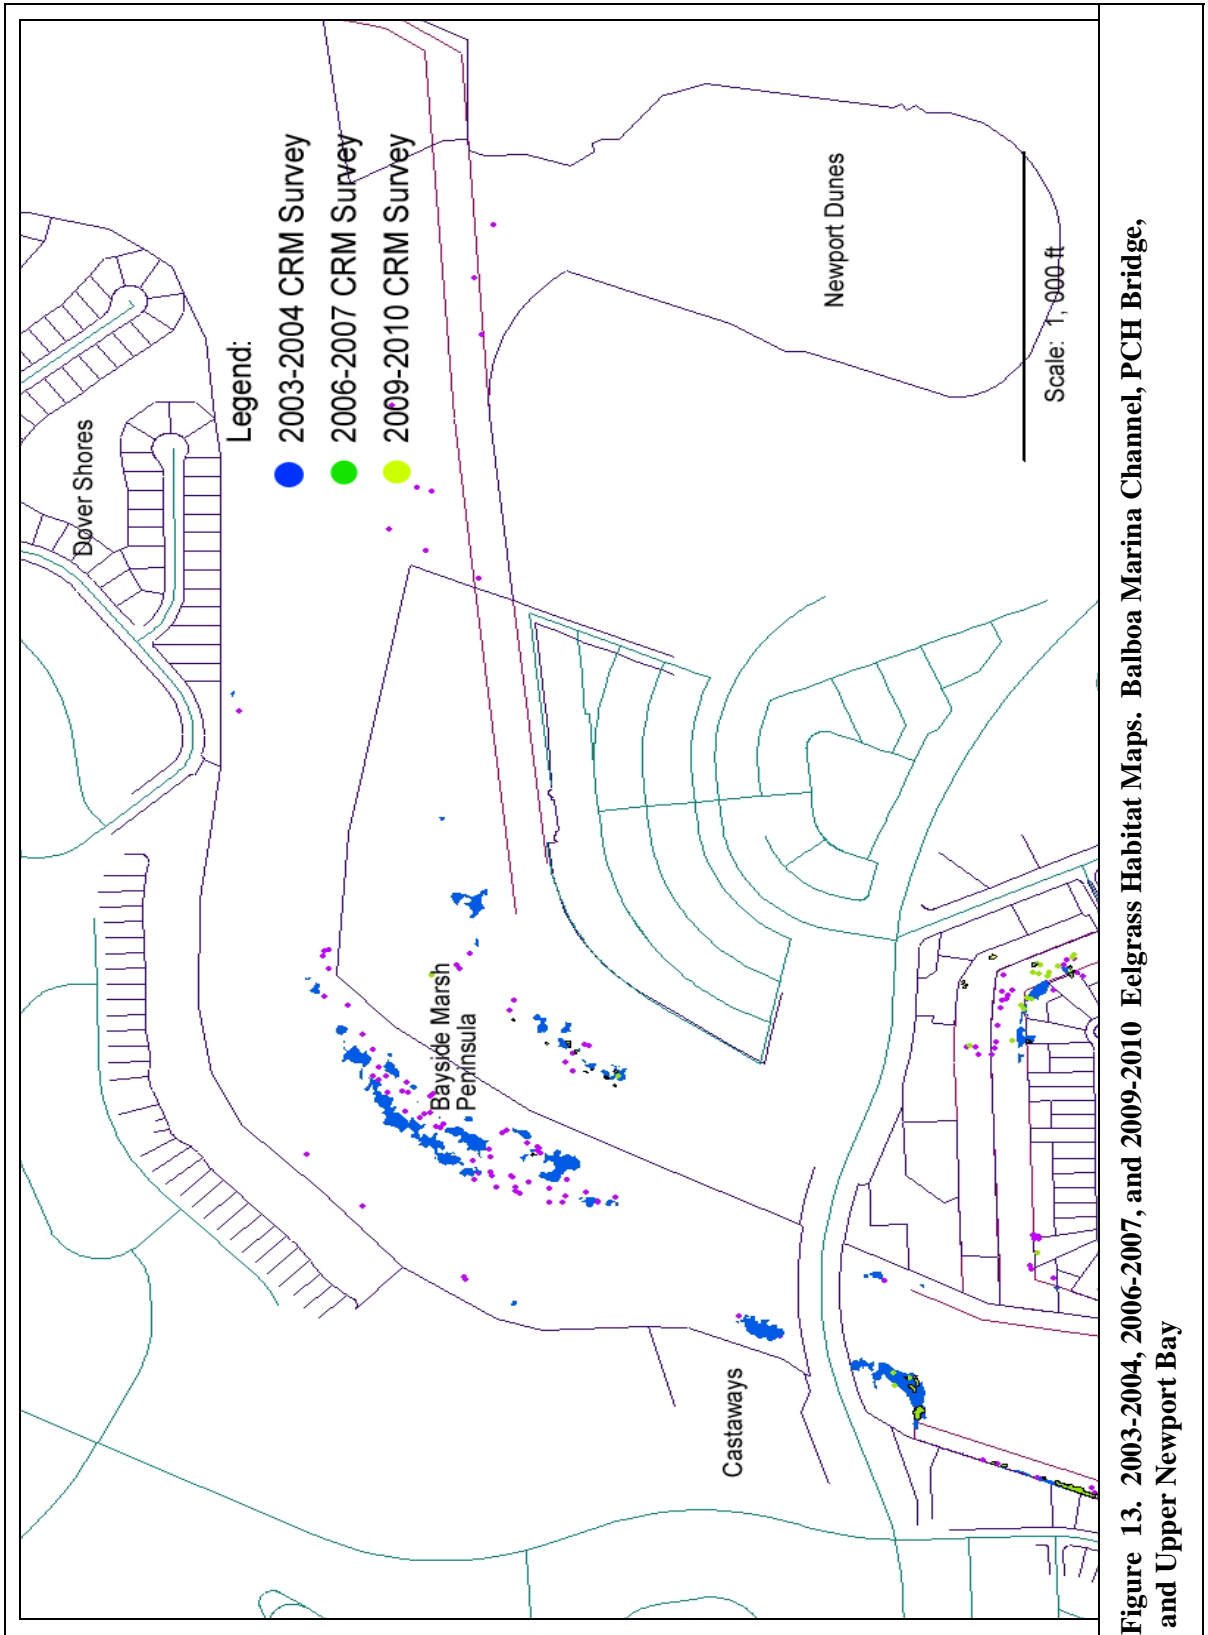 Dover Shores
Legend:
2003-2004 CRM Survey
2006-2007 CRM Survey
2009-2010 CRM Survey
Newport Dunes
Scale: 1,000 ft
Bayside Marsh
Peninsula
Castaways
Figure 13. 2003-2004, 2006-2007, and 2009-2010 Eelgrass Habitat Maps. Balboa Marina Channel, PCH Bridge,
and Upper Newport Bay